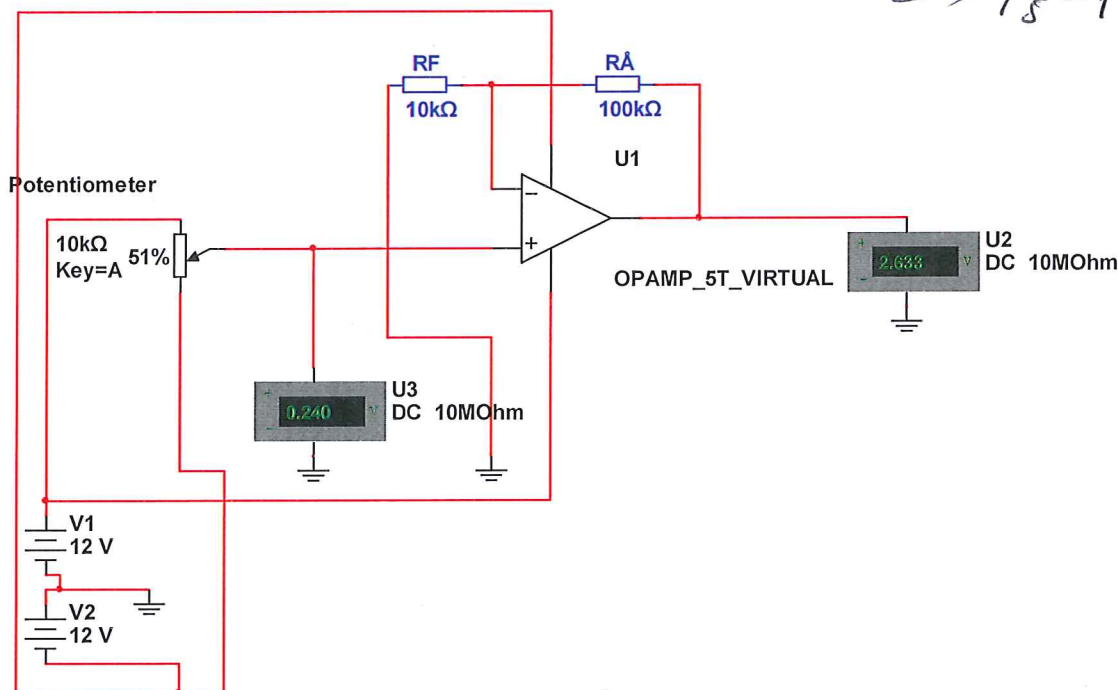 RF
10kΩ
RÅ
100kΩ
U1
Potentiometer
10kΩ
Key=A
51%
−
+
OPAMP_5T_VIRTUAL
+
2.633
V
−
U2
DC 10MOhm
+
0.240
V
−
U3
DC 10MOhm
V1
12 V
V2
12 V